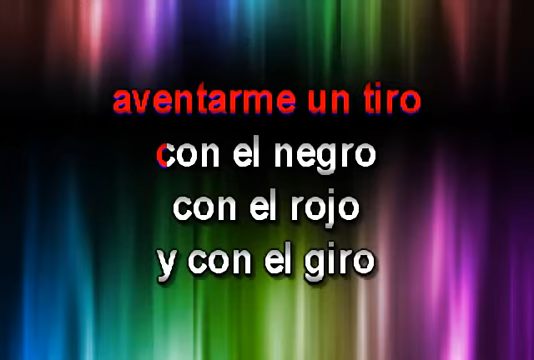 aventarme un tiro
con el negro
con el rojo
y con el giro